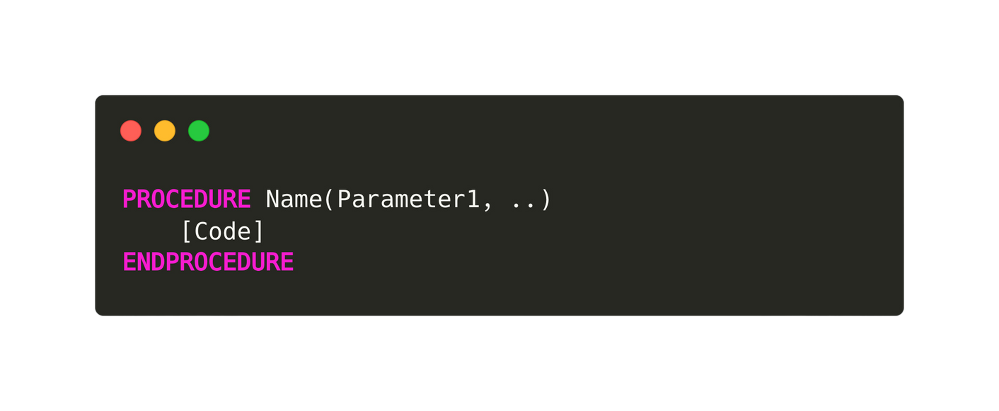 PROCEDURE Name(Parameter1, ..)
[Code]
ENDPROCEDURE